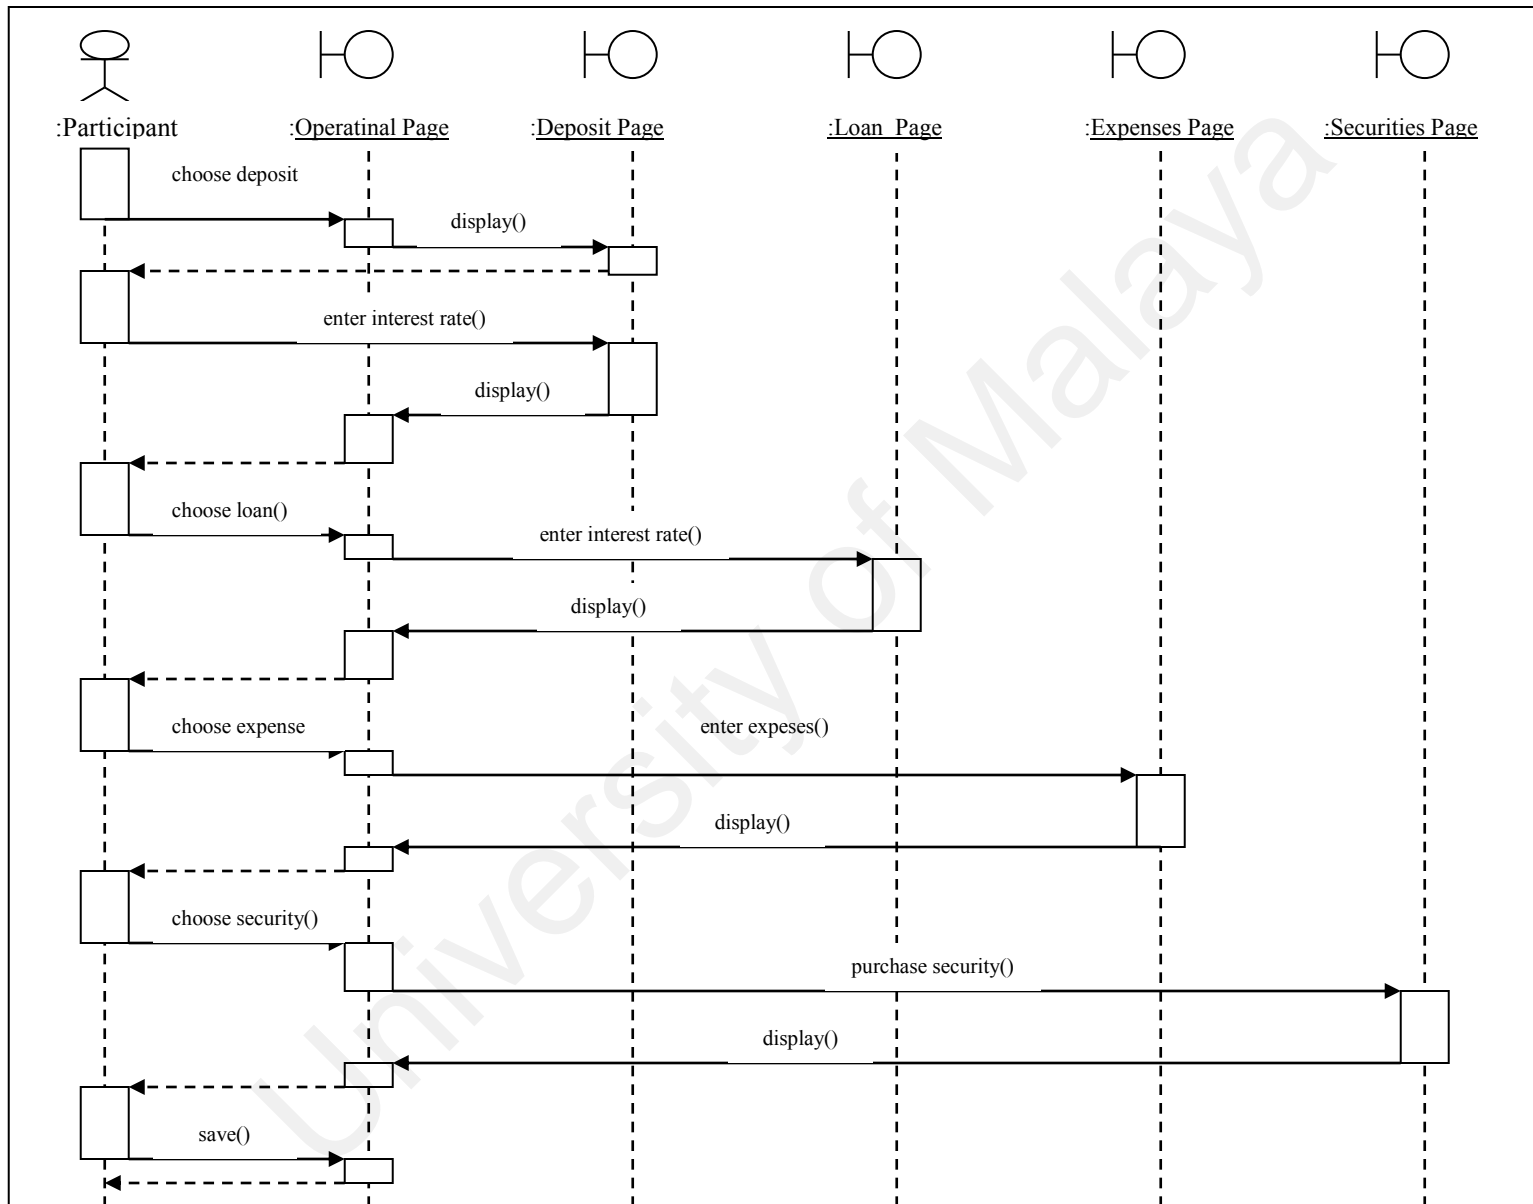 :Participant
:Operatinal Page
:Deposit Page
:Loan  Page
:Expenses Page
:Securities Page
choose deposit
display()
enter interest rate()
display()
choose loan()
enter interest rate()
display()
choose expense
enter expeses()
display()
choose security()
purchase security()
display()
save()
University of Malaya